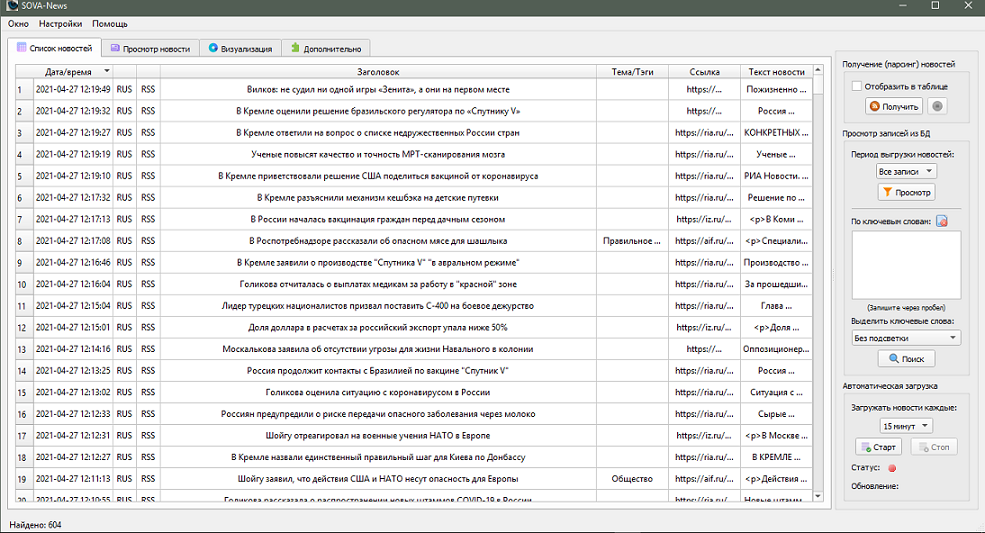 SOVA-News
Окно Настройки Помощь
Список новостей Просмотр новости Визуализация Дополнительно
Дата/время Заголовок Тема/Тэги Ссылка Текст новости
1 2021-04-27 12:19:49 RUS RSS Вилков: не судил ни одной игры «Зенита», а они на первом месте https://... Пожизненно ...
2 2021-04-27 12:19:32 RUS RSS В Кремле оценили решение бразильского регулятора по «Спутнику V» https://... Россия ...
3 2021-04-27 12:19:27 RUS RSS В Кремле ответили на вопрос о списке недружественных России стран https://ria.ru/... КОНКРЕТНЫХ ...
4 2021-04-27 12:19:19 RUS RSS Ученые повысят качество и точность МРТ-сканирования мозга https://ria.ru/... Ученые ...
5 2021-04-27 12:19:10 RUS RSS В Кремле приветствовали решение США поделиться вакциной от коронавируса https://ria.ru/... РИА Новости. ...
6 2021-04-27 12:17:32 RUS RSS В Кремле разъяснили механизм кешбэка на детские путевки https://ria.ru/... Решение по ...
7 2021-04-27 12:17:13 RUS RSS В России началась вакцинация граждан перед дачным сезоном https://iz.ru/... <p>В Коми ...
8 2021-04-27 12:17:08 RUS RSS В Роспотребнадзоре рассказали об опасном мясе для шашлыка Правильное ... https://aif.ru/... <p>Специали...
9 2021-04-27 12:16:46 RUS RSS В Кремле заявили о производстве "Спутника V" "в авральном режиме" https://ria.ru/... Производство ...
10 2021-04-27 12:16:04 RUS RSS Голикова отчиталась о выплатах медикам за работу в "красной" зоне https://ria.ru/... За прошедши...
11 2021-04-27 12:15:04 RUS RSS Лидер турецких националистов призвал поставить С-400 на боевое дежурство https://ria.ru/... Глава ...
12 2021-04-27 12:15:01 RUS RSS Доля доллара в расчетах за российский экспорт упала ниже 50% https://iz.ru/... <p>Доля ...
13 2021-04-27 12:14:16 RUS RSS Москалькова заявила об отсутствии угрозы для жизни Навального в колонии https://... Оппозиционер...
14 2021-04-27 12:13:25 RUS RSS Россия продолжит контакты с Бразилией по вакцине "Спутник V" https://ria.ru/... Россия ...
15 2021-04-27 12:13:02 RUS RSS Голикова оценила ситуацию с коронавирусом в России https://ria.ru/... Ситуация с ...
16 2021-04-27 12:12:33 RUS RSS Россиян предупредили о риске передачи опасного заболевания через молоко https://ria.ru/... Сырые ...
17 2021-04-27 12:12:31 RUS RSS Шойгу отреагировал на военные учения НАТО в Европе https://iz.ru/... <p>В Москве ...
18 2021-04-27 12:12:27 RUS RSS В Кремле назвали единственный правильный шаг для Киева по Донбассу https://ria.ru/... В КРЕМЛЕ ...
19 2021-04-27 12:11:13 RUS RSS Шойгу заявил, что действия США и НАТО несут опасность для Европы Общество https://aif.ru/... <p>Действия ...
20 2021-04-27 12:10:55 RUS RSS Голикова рассказала о распространении новых штаммов COVID-19 в России https://ria.ru/... Новые штамм...
Получение (парсинг) новостей
Отобразить в таблице
Получить
Просмотр записей из БД
Период выгрузки новостей:
Все записи
Просмотр
По ключевым словам:
(Запишите через пробел)
Выделить ключевые слова:
Без подсветки
Поиск
Автоматическая загрузка
Загружать новости каждые:
15 минут
Старт Стоп
Статус:
Обновление:
Найдено: 604